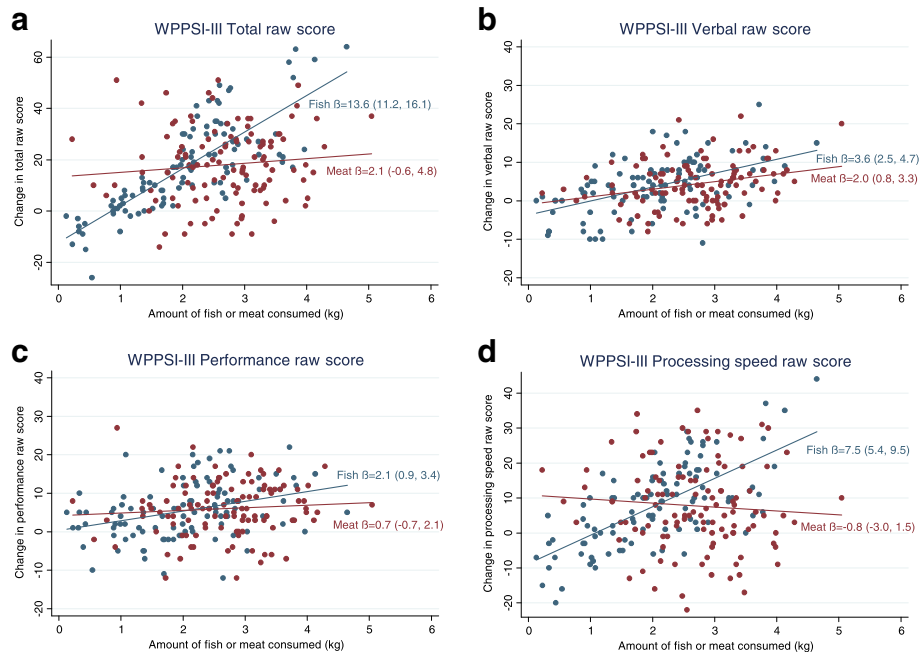 a
WPPSI-III Total raw score
Change in total raw score
60
40
20
0
-20
Fish ß=13.6 (11.2, 16.1)
Meat ß=2.1 (-0.6, 4.8)
0 1 2 3 4 5 6
Amount of fish or meat consumed (kg)
b
WPPSI-III Verbal raw score
Change in verbal raw score
40
30
20
10
0
-10
-20
Fish ß=3.6 (2.5, 4.7)
Meat ß=2.0 (0.8, 3.3)
0 1 2 3 4 5 6
Amount of fish or meat consumed (kg)
c
WPPSI-III Performance raw score
Change in performance raw score
40
30
20
10
0
-10
-20
Fish ß=2.1 (0.9, 3.4)
Meat ß=0.7 (-0.7, 2.1)
0 1 2 3 4 5 6
Amount of fish or meat consumed (kg)
d
WPPSI-III Processing speed raw score
Change in processing speed raw score
40
30
20
10
0
-10
-20
Fish ß=7.5 (5.4, 9.5)
Meat ß=-0.8 (-3.0, 1.5)
0 1 2 3 4 5 6
Amount of fish or meat consumed (kg)